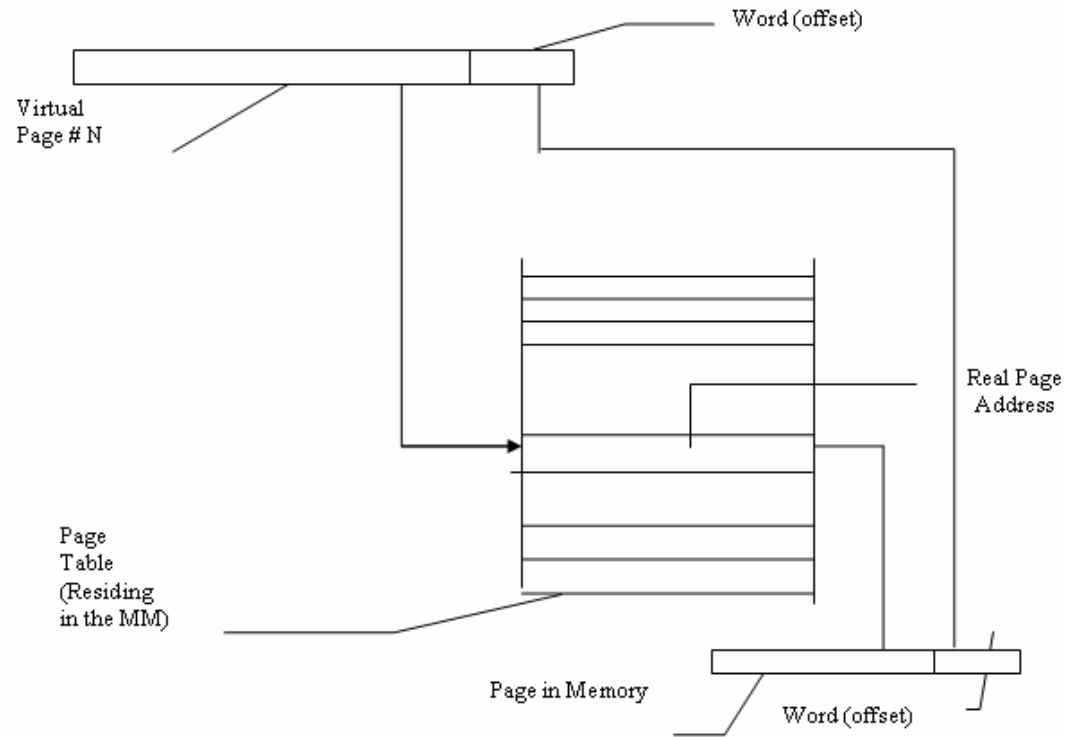 Word (offset)
Virtual
Page # N
Real Page
Address
Page
Table
(Residing
in the MM)
Page in Memory
Word (offset)